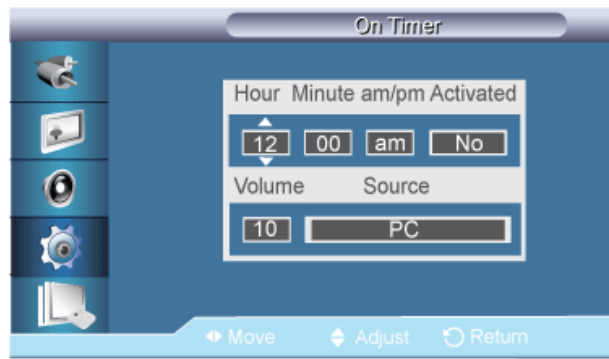 On Timer
Hour Minute am/pm Activated
12 00 am No
Volume Source
10 PC
Move Adjust Return